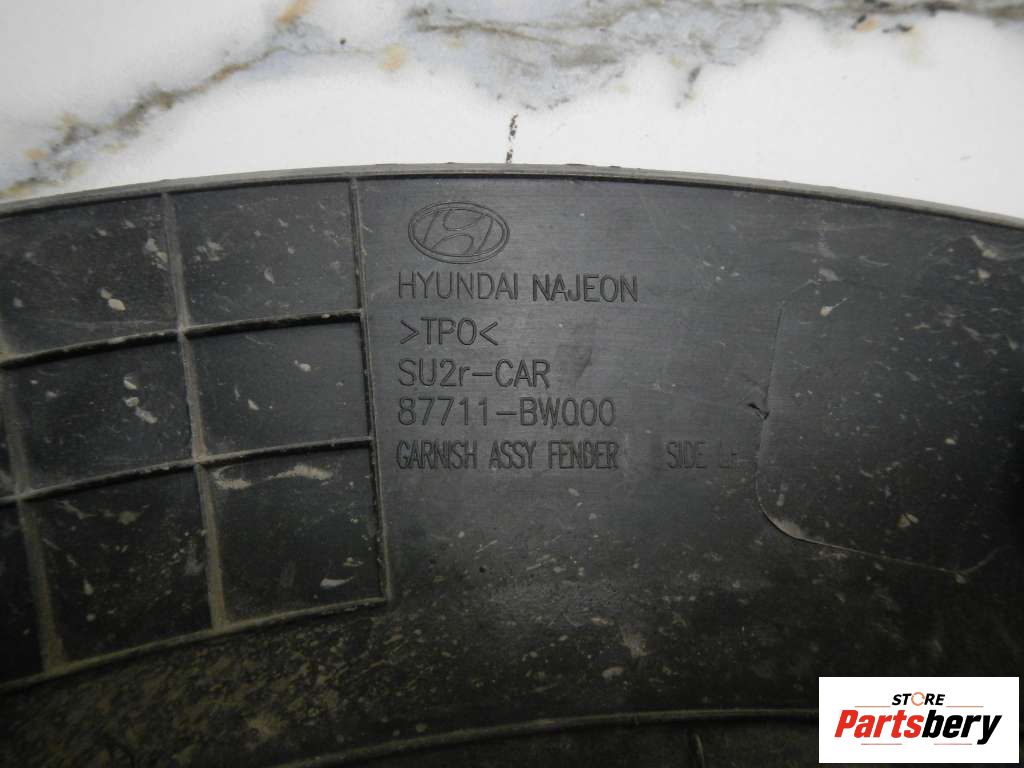 HYUNDAI NAJEON
>TPO<
SU2r-CAR
87711-BW000
GARNISH ASSY FENDER SIDE
STORE
Partsbery